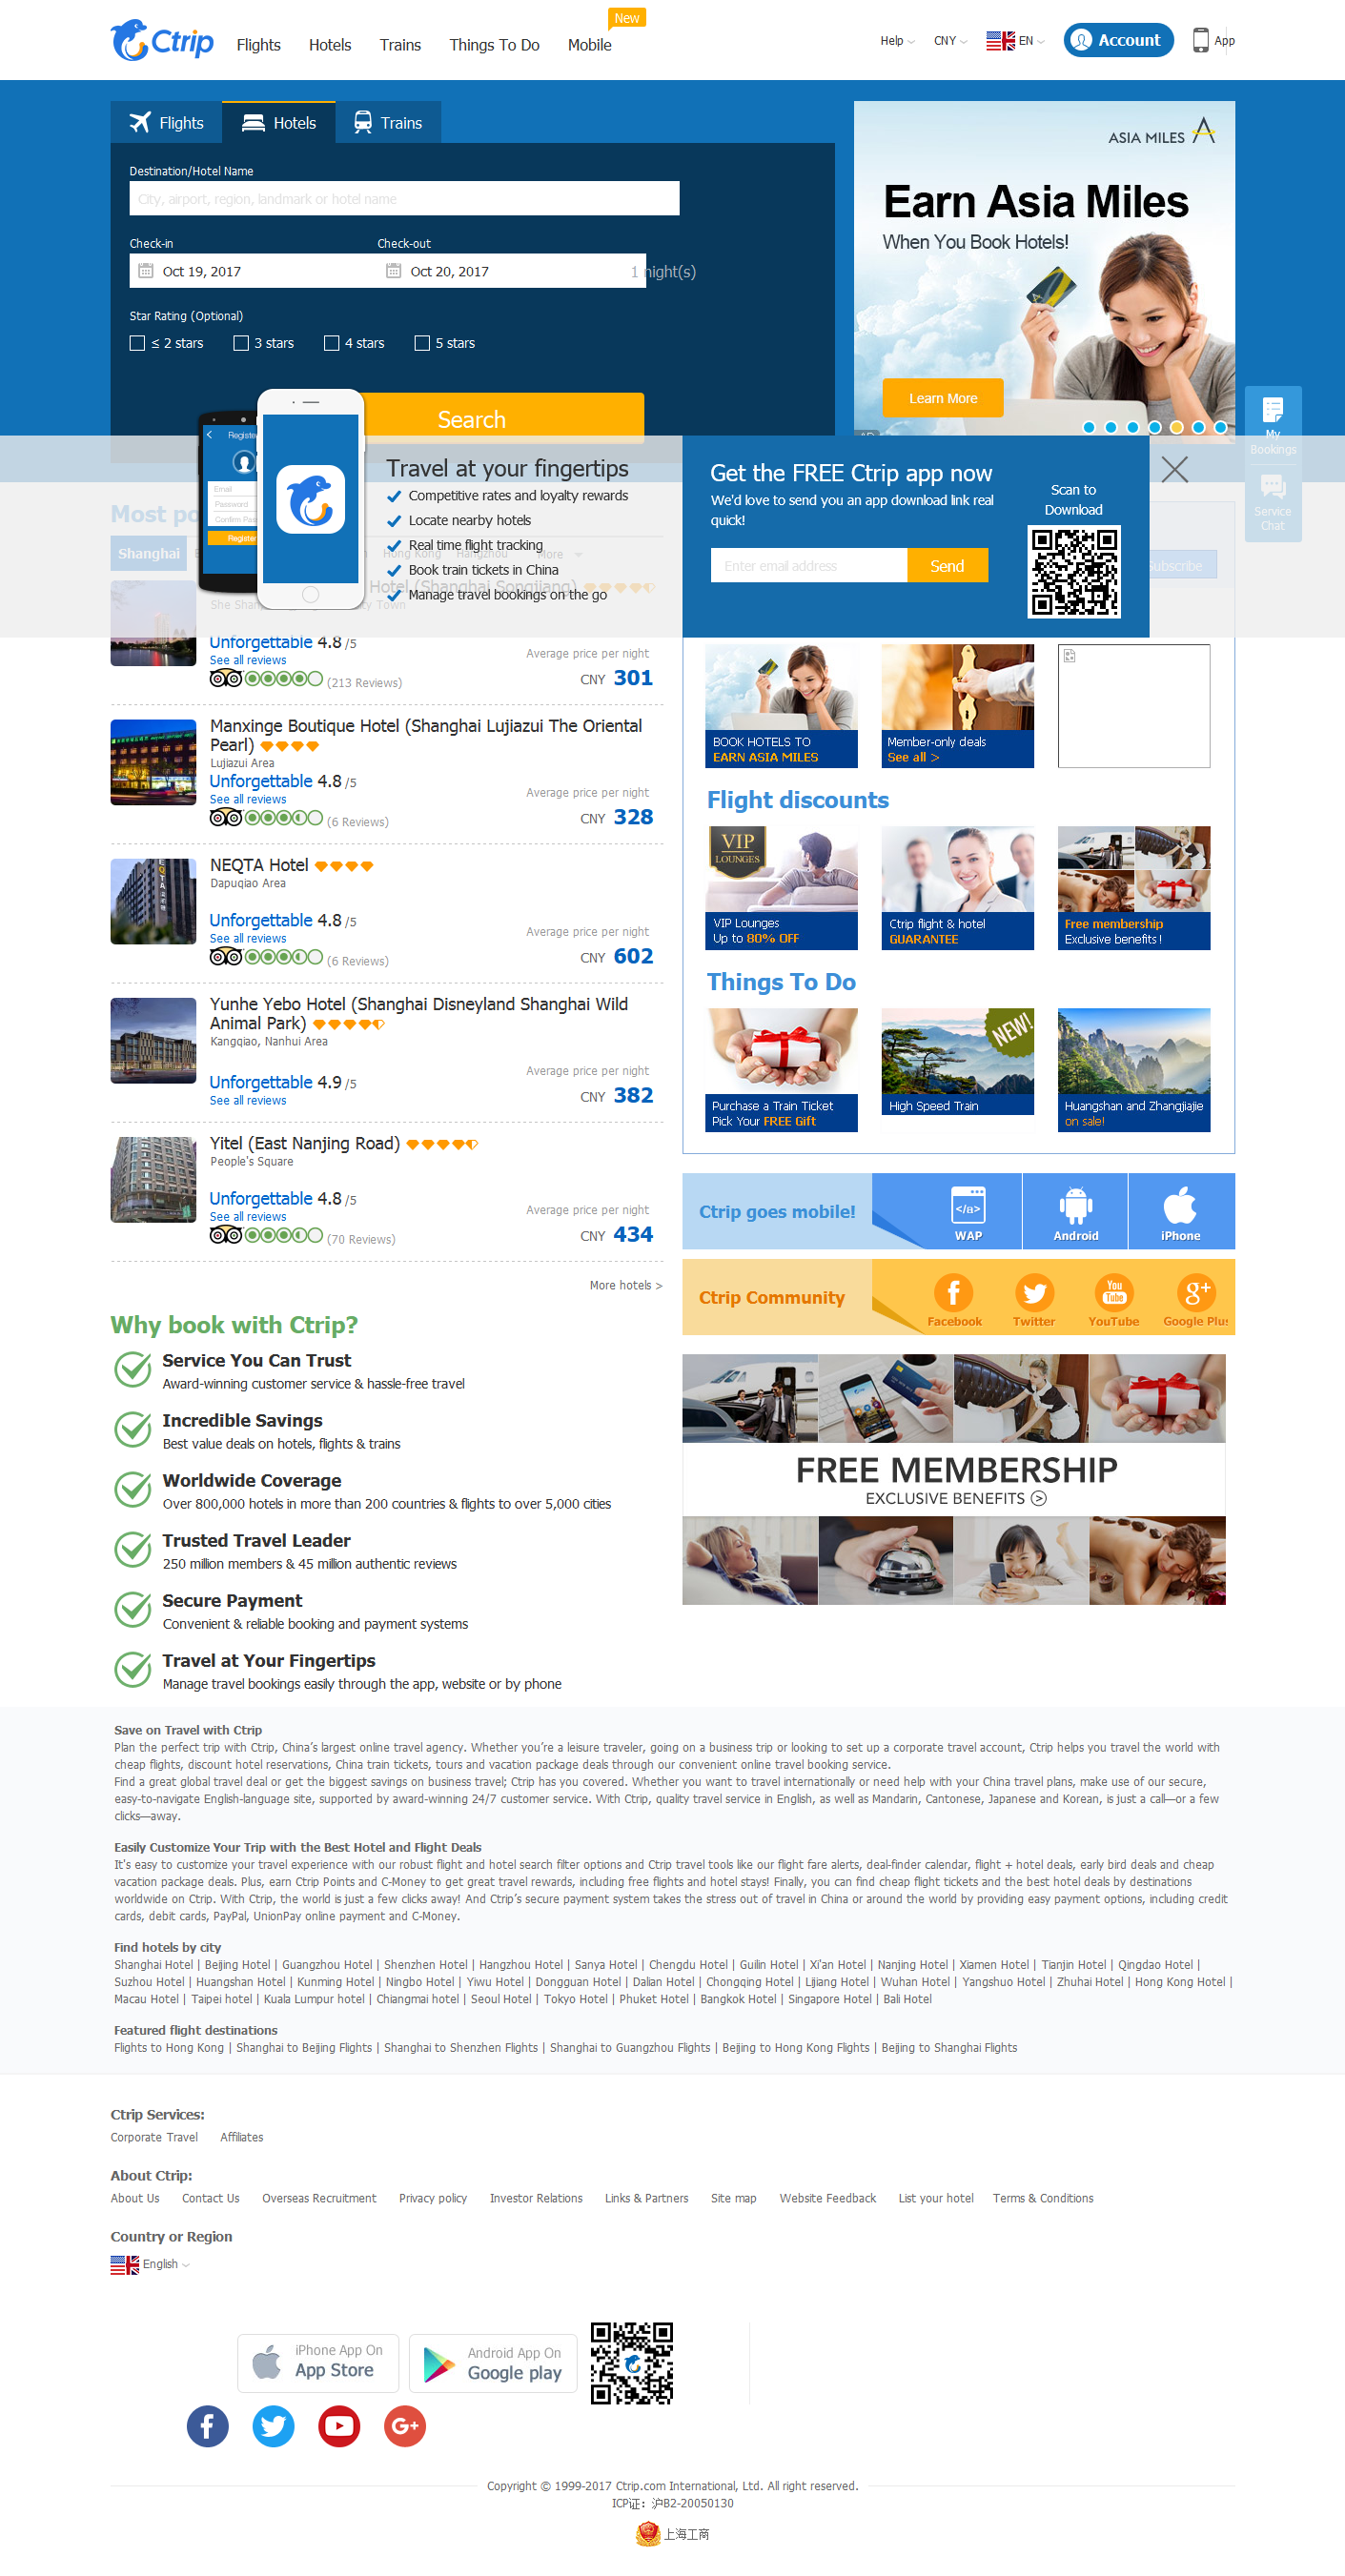 New
Ctrip
Flights
Hotels
Trains
Things To Do
Mobile
Help
CNY
EN
Account
App
Flights
Hotels
Trains
Destination/Hotel Name
City, airport, region, landmark or hotel name
Check-in
Check-out
Oct 19, 2017
Oct 20, 2017
1 night(s)
Star Rating (Optional)
≤ 2 stars
3 stars
4 stars
5 stars
Search
ASIA MILES
Earn Asia Miles
When You Book Hotels!
Learn More
My
Bookings
Service
Chat
Register
Email
Password
Register
Travel at your fingertips
Competitive rates and loyalty rewards
Locate nearby hotels
Real time flight tracking
Book train tickets in China
Manage travel bookings on the go
Get the FREE Ctrip app now
We'd love to send you an app download link real
quick!
Enter email address
Send
Scan to
Download
Shanghai
Hong Kong
Hangzhou
More
Subscribe
Hotel (Shanghai Songjiang)
Unforgettable 4.8 /5
See all reviews
(213 Reviews)
Average price per night
CNY 301
Manxinge Boutique Hotel (Shanghai Lujiazui The Oriental
Pearl)
Lujiazui Area
Unforgettable 4.8 /5
See all reviews
(6 Reviews)
Average price per night
CNY 328
NEQTA Hotel
Dapuqiao Area
Unforgettable 4.8 /5
See all reviews
(6 Reviews)
Average price per night
CNY 602
Yunhe Yebo Hotel (Shanghai Disneyland Shanghai Wild
Animal Park)
Kangqiao, Nanhui Area
Unforgettable 4.9 /5
See all reviews
Average price per night
CNY 382
Yitel (East Nanjing Road)
People's Square
Unforgettable 4.8 /5
See all reviews
(70 Reviews)
Average price per night
CNY 434
More hotels >
BOOK HOTELS TO
EARN ASIA MILES
Member-only deals
See all >
Flight discounts
VIP
LOUNGES
VIP Lounges
Up to 80% OFF
Ctrip flight & hotel
GUARANTEE
Free membership
Exclusive benefits !
Things To Do
Purchase a Train Ticket
Pick Your FREE Gift
NEW!
High Speed Train
Huangshan and Zhangjiajie
on sale!
Ctrip goes mobile!
WAP
Android
iPhone
Ctrip Community
Facebook
Twitter
You
Tube
YouTube
g+
Google Plus
FREE MEMBERSHIP
EXCLUSIVE BENEFITS >
Why book with Ctrip?
Service You Can Trust
Award-winning customer service & hassle-free travel
Incredible Savings
Best value deals on hotels, flights & trains
Worldwide Coverage
Over 800,000 hotels in more than 200 countries & flights to over 5,000 cities
Trusted Travel Leader
250 million members & 45 million authentic reviews
Secure Payment
Convenient & reliable booking and payment systems
Travel at Your Fingertips
Manage travel bookings easily through the app, website or by phone
Save on Travel with Ctrip
Plan the perfect trip with Ctrip, China’s largest online travel agency. Whether you’re a leisure traveler, going on a business trip or looking to set up a corporate travel account, Ctrip helps you travel the world with
cheap flights, discount hotel reservations, China train tickets, tours and vacation package deals through our convenient online travel booking service.
Find a great global travel deal or get the biggest savings on business travel; Ctrip has you covered. Whether you want to travel internationally or need help with your China travel plans, make use of our secure,
easy-to-navigate English-language site, supported by award-winning 24/7 customer service. With Ctrip, quality travel service in English, as well as Mandarin, Cantonese, Japanese and Korean, is just a call—or a few
clicks—away.
Easily Customize Your Trip with the Best Hotel and Flight Deals
It's easy to customize your travel experience with our robust flight and hotel search filter options and Ctrip travel tools like our flight fare alerts, deal-finder calendar, flight + hotel deals, early bird deals and cheap
vacation package deals. Plus, earn Ctrip Points and C-Money to get great travel rewards, including free flights and hotel stays! Finally, you can find cheap flight tickets and the best hotel deals by destinations
worldwide on Ctrip. With Ctrip, the world is just a few clicks away! And Ctrip’s secure payment system takes the stress out of travel in China or around the world by providing easy payment options, including credit
cards, debit cards, PayPal, UnionPay online payment and C-Money.
Find hotels by city
Shanghai Hotel | Beijing Hotel | Guangzhou Hotel | Shenzhen Hotel | Hangzhou Hotel | Sanya Hotel | Chengdu Hotel | Guilin Hotel | Xi'an Hotel | Nanjing Hotel | Xiamen Hotel | Tianjin Hotel | Qingdao Hotel |
Suzhou Hotel | Huangshan Hotel | Kunming Hotel | Ningbo Hotel | Yiwu Hotel | Dongguan Hotel | Dalian Hotel | Chongqing Hotel | Lijiang Hotel | Wuhan Hotel | Yangshuo Hotel | Zhuhai Hotel | Hong Kong Hotel |
Macau Hotel | Taipei hotel | Kuala Lumpur hotel | Chiangmai hotel | Seoul Hotel | Tokyo Hotel | Phuket Hotel | Bangkok Hotel | Singapore Hotel | Bali Hotel
Featured flight destinations
Flights to Hong Kong | Shanghai to Beijing Flights | Shanghai to Shenzhen Flights | Shanghai to Guangzhou Flights | Beijing to Hong Kong Flights | Beijing to Shanghai Flights
Ctrip Services:
Corporate Travel
Affiliates
About Ctrip:
About Us
Contact Us
Overseas Recruitment
Privacy policy
Investor Relations
Links & Partners
Site map
Website Feedback
List your hotel
Terms & Conditions
Country or Region
English
iPhone App On
App Store
Android App On
Google play
G+
Copyright © 1999-2017 Ctrip.com International, Ltd. All right reserved.
ICP证：沪B2-20050130
上海工商